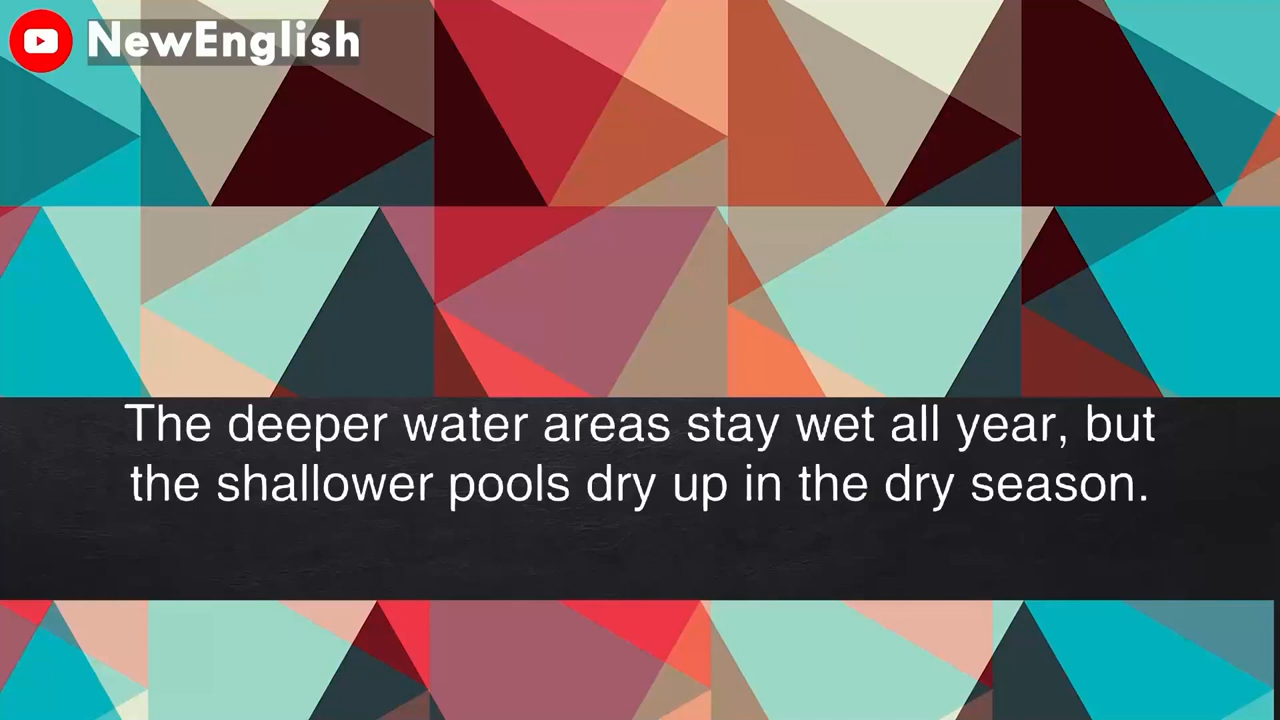 NewEnglish
The deeper water areas stay wet all year, but
the shallower pools dry up in the dry season.